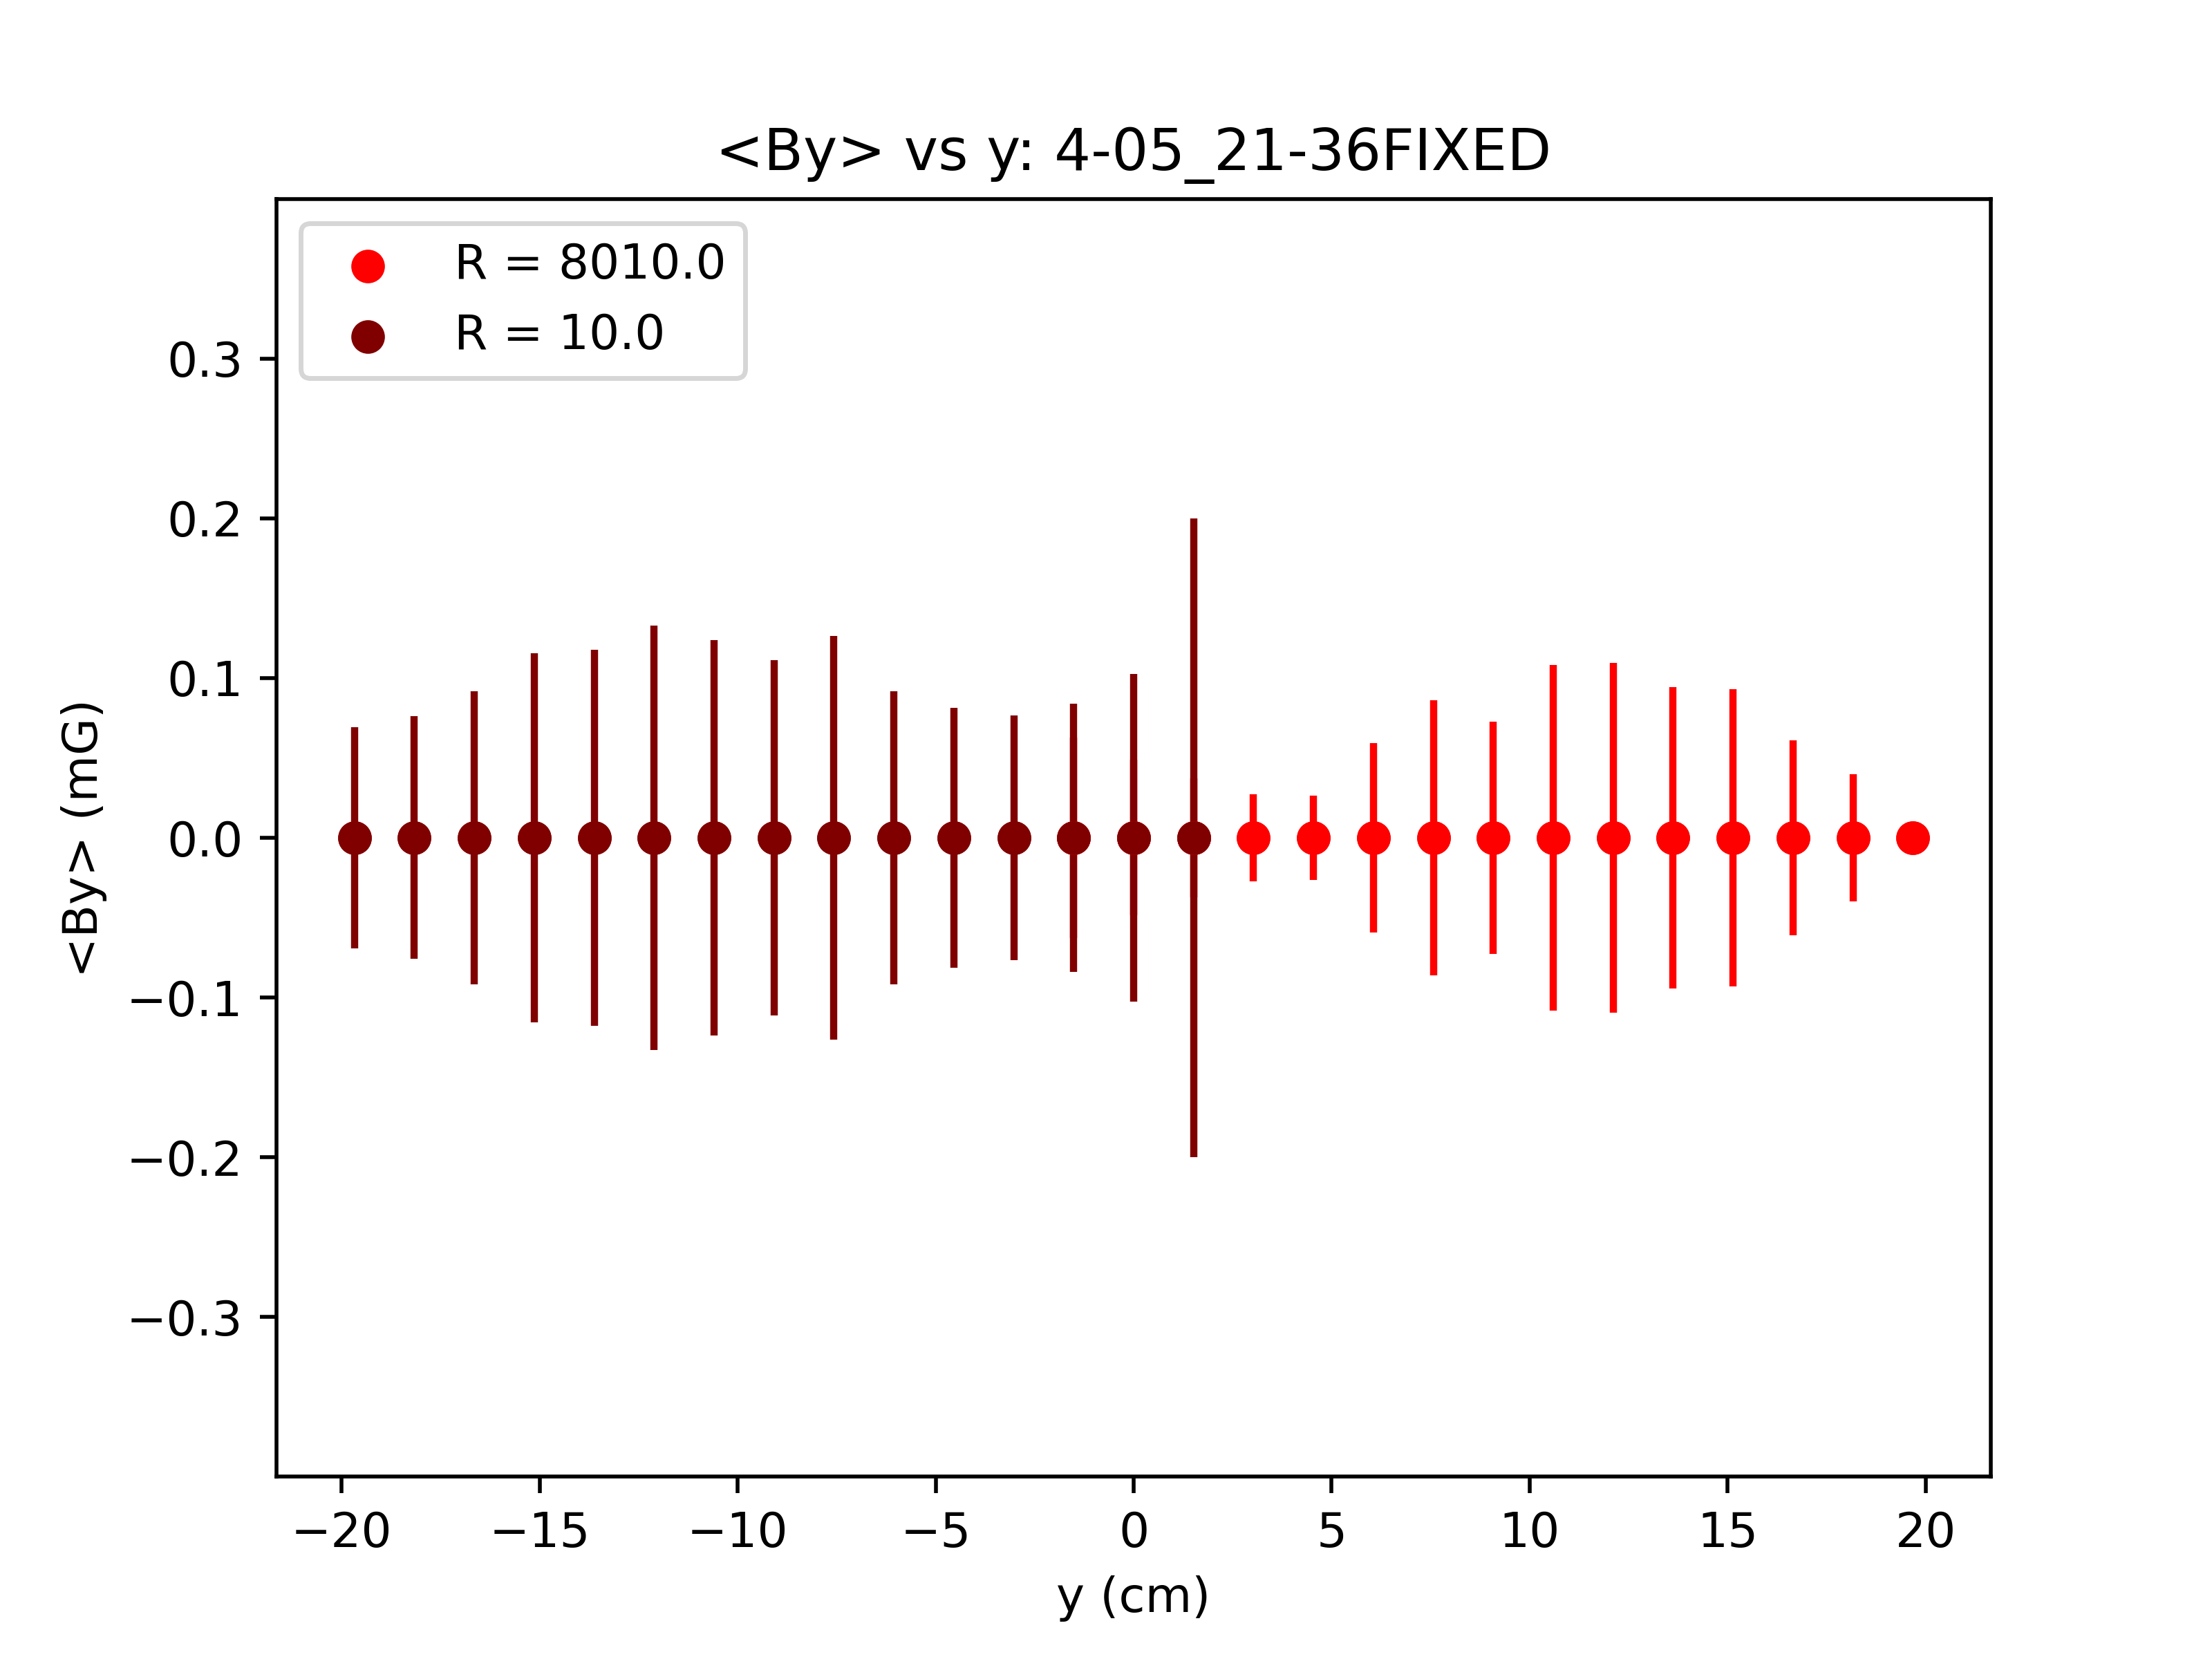 <By> vs y: 4-05_21-36FIXED
R = 8010.0
R = 10.0
0.3
0.2
0.1
0.0
−0.1
−0.2
−0.3
<By> (mG)
−20 −15 −10 −5 0 5 10 15 20
y (cm)